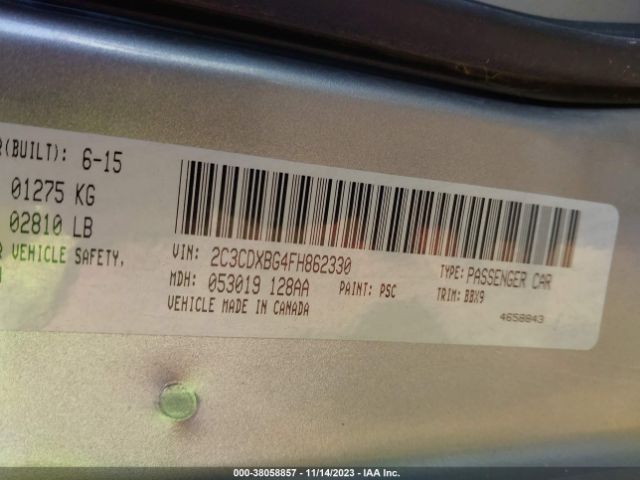 R(BUILT): 6-15
01275 KG
02810 LB
VEHICLE SAFETY,
VIN: 2C3CDXBG4FH862330
TYPE: PASSENGER CAR
MDH: 053019 128AA PAINT: PSC
TRIM: BBX9
VEHICLE MADE IN CANADA
4658843
000-38058857 - 11/14/2023 - IAA Inc.